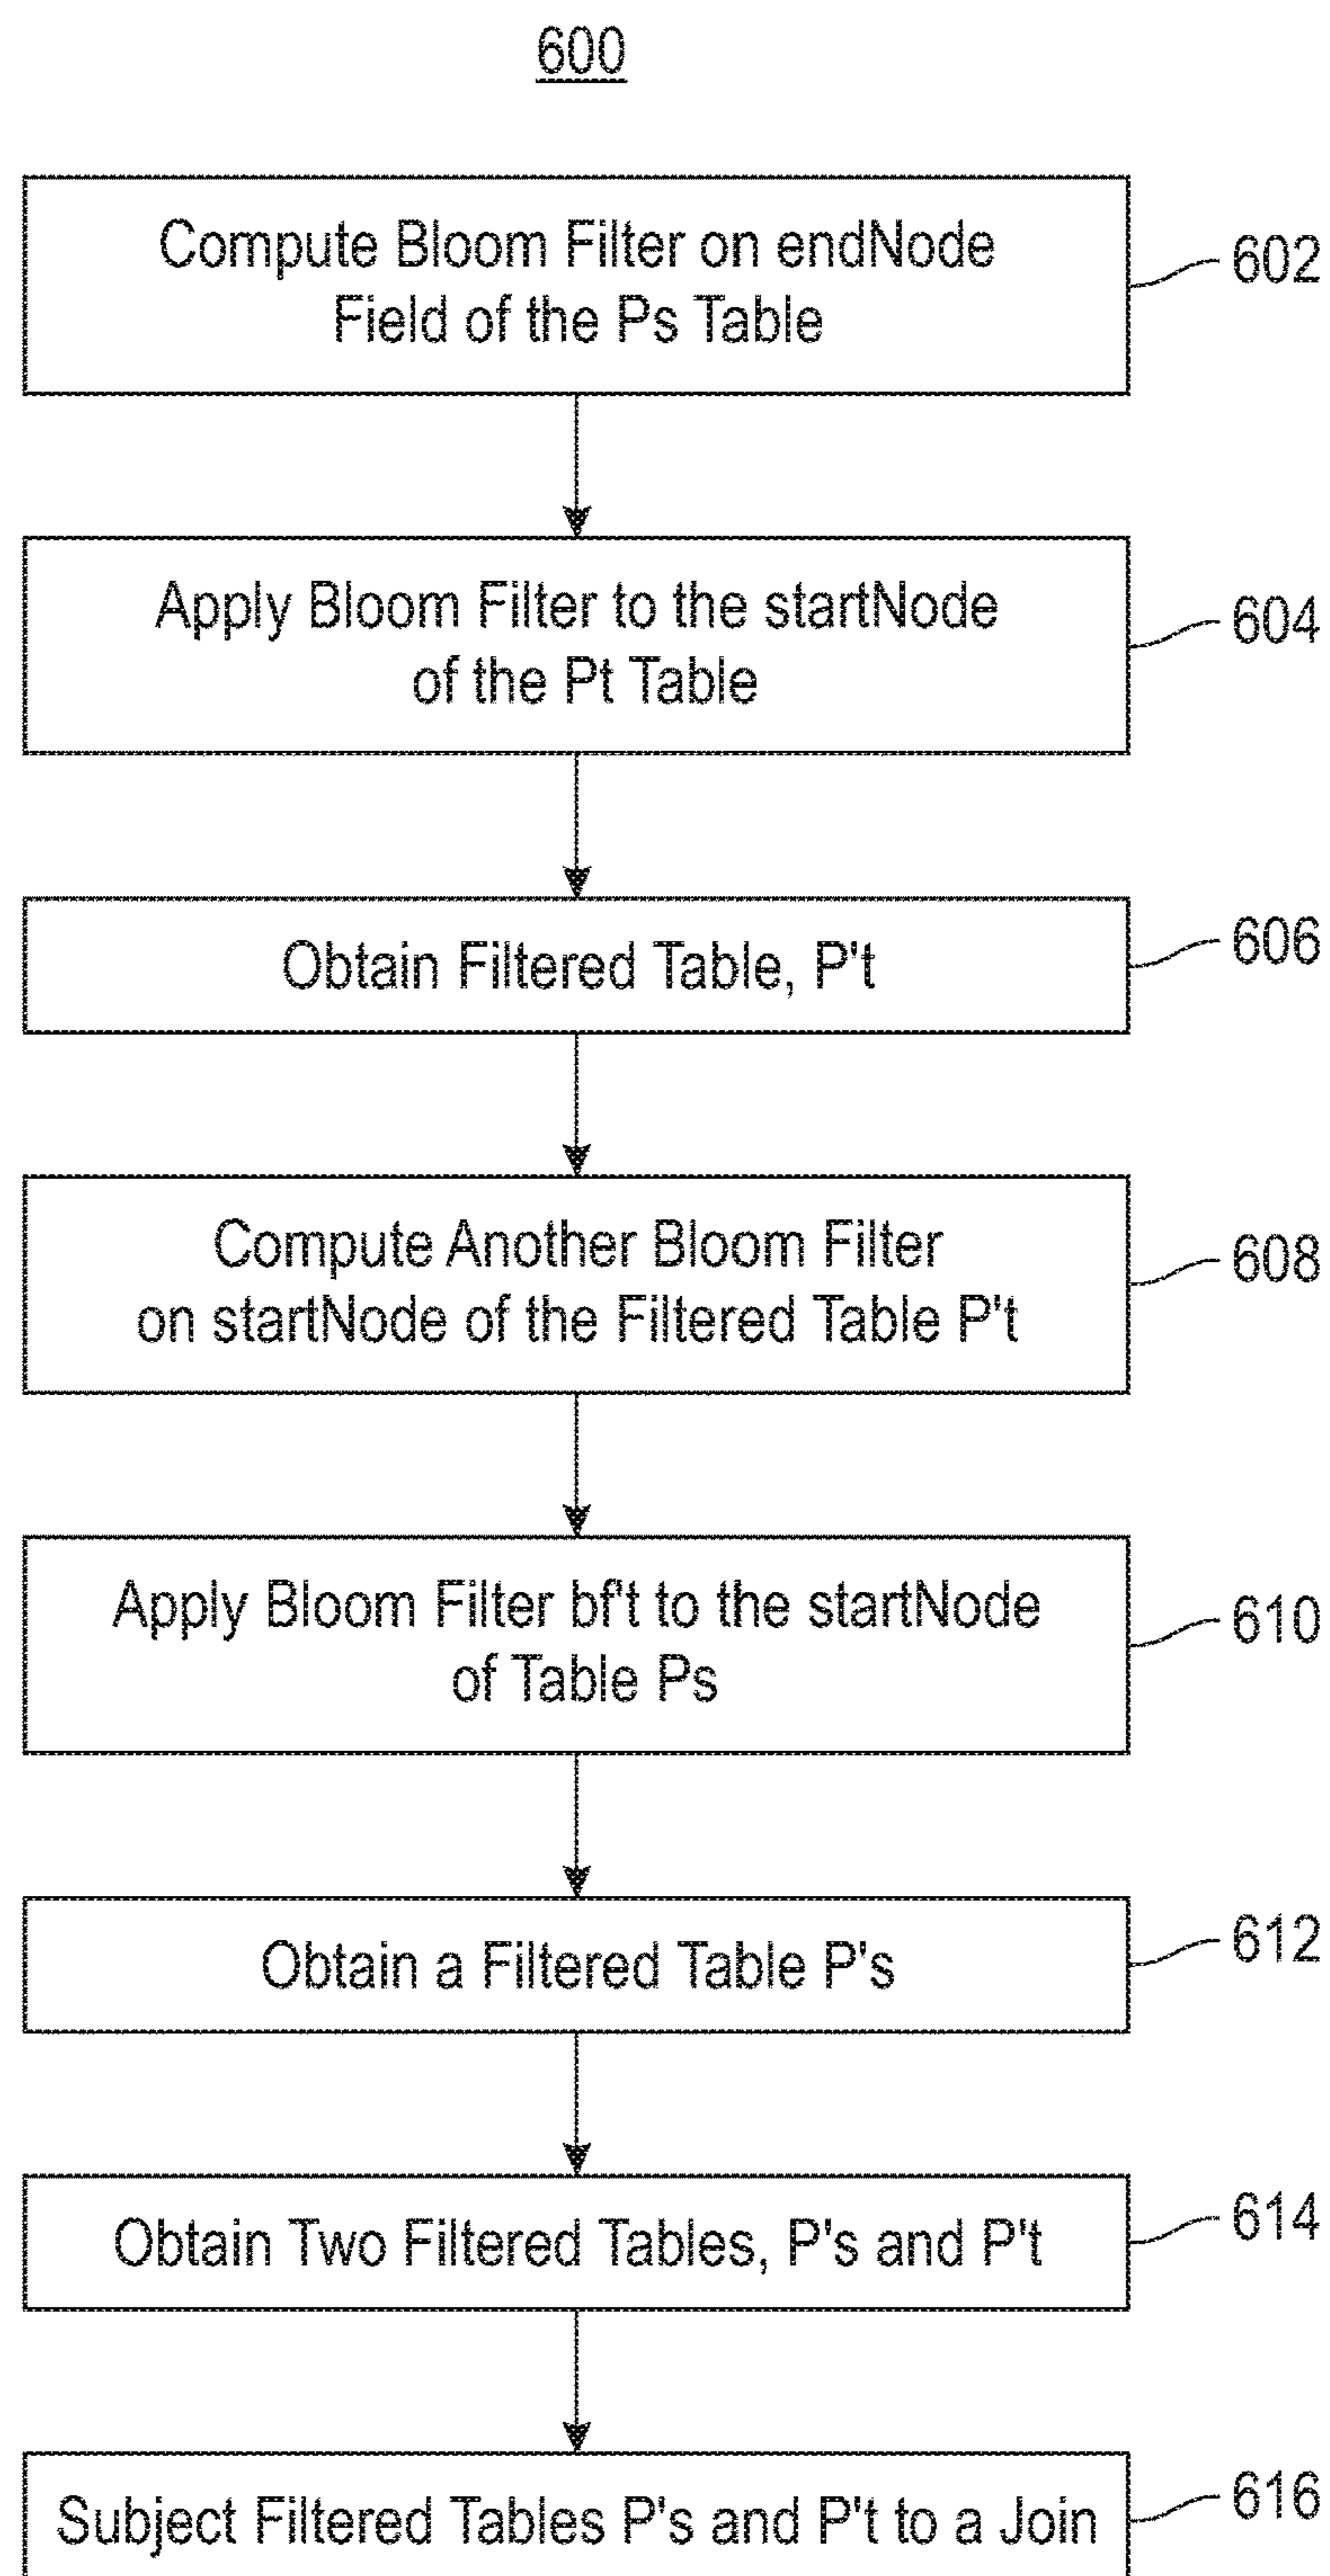 600
Compute Bloom Filter on endNode
Field of the Ps Table
602
Apply Bloom Filter to the startNode
of the Pt Table
604
Obtain Filtered Table, P't
606
Compute Another Bloom Filter
on startNode of the Filtered Table P't
608
Apply Bloom Filter bf't to the startNode
of Table Ps
610
Obtain a Filtered Table P's
612
Obtain Two Filtered Tables, P's and P't
614
Subject Filtered Tables P's and P't to a Join
616